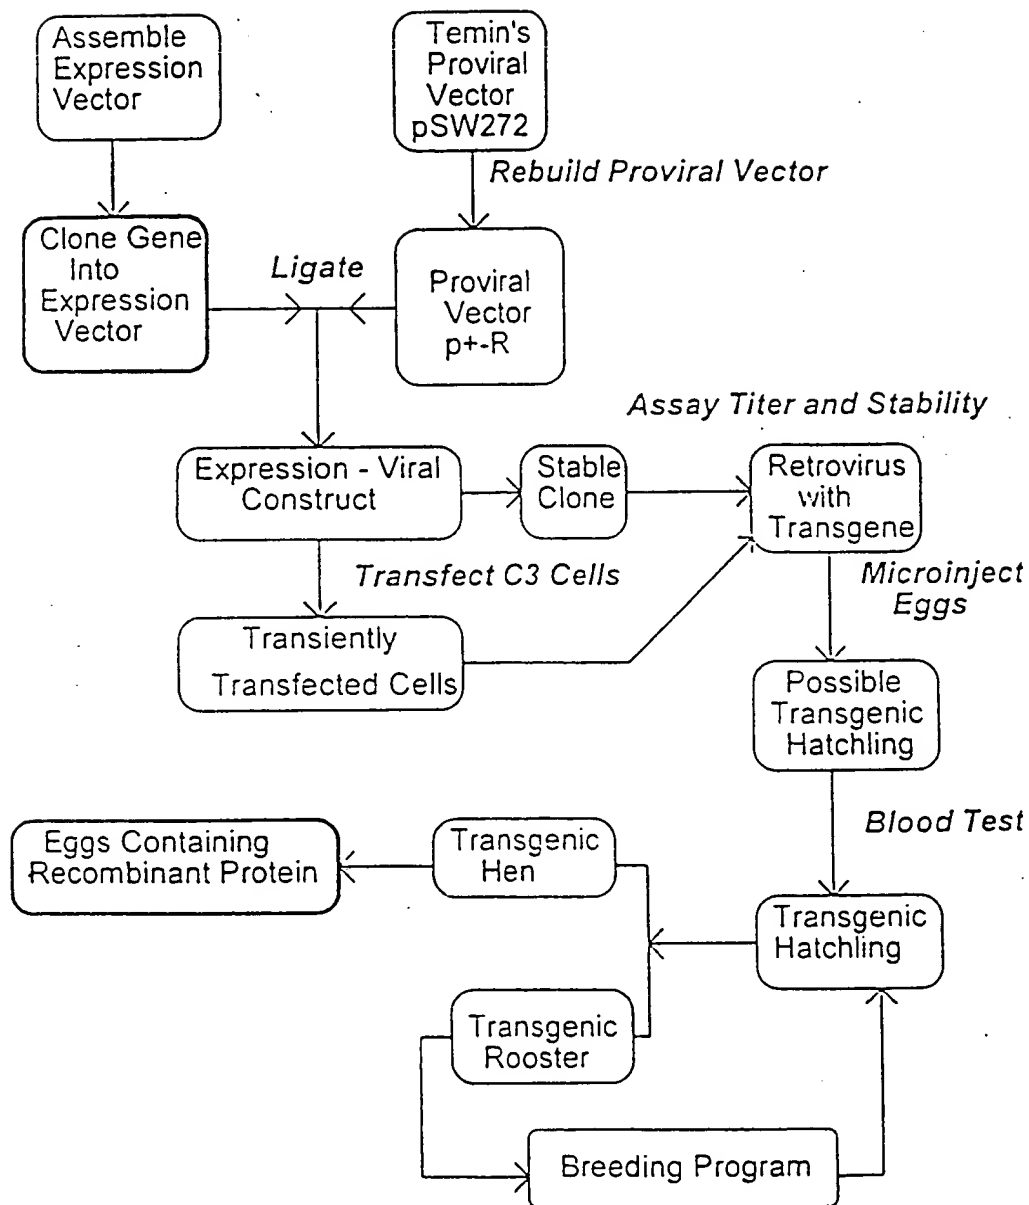 Assemble
Expression
Vector
Temin's
Proviral
Vector
pSW272
Rebuild Proviral Vector
Clone Gene
Into
Expression
Vector
Ligate
Proviral
Vector
p+-R
Assay Titer and Stability
Expression - Viral
Construct
Stable
Clone
Retrovirus
with
Transgene
Transfect C3 Cells
Microinject
Eggs
Transiently
Transfected Cells
Possible
Transgenic
Hatchling
Blood Test
Eggs Containing
Recombinant Protein
Transgenic
Hen
Transgenic
Hatchling
Transgenic
Rooster
Breeding Program